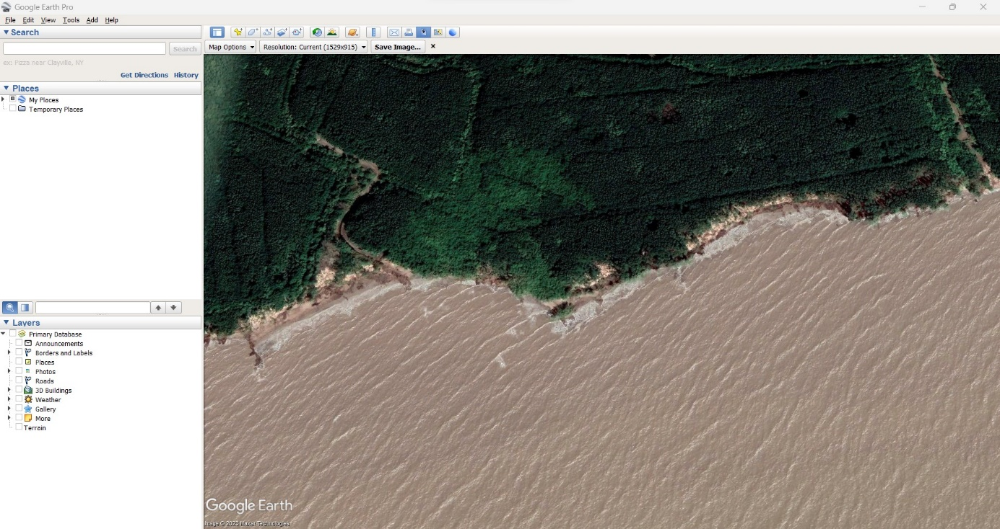 Google Earth Pro
File Edit View Tools Add Help
Search
Search
ex: Pizza near Clayville, NY
Get Directions History
Places
My Places
Temporary Places
Layers
Primary Database
Announcements
Borders and Labels
Places
Photos
Roads
3D Buildings
Weather
Gallery
More
Terrain
Map Options Resolution: Current (1529x915) Save Image...
Google Earth
Image © 2023 Maxar Technologies